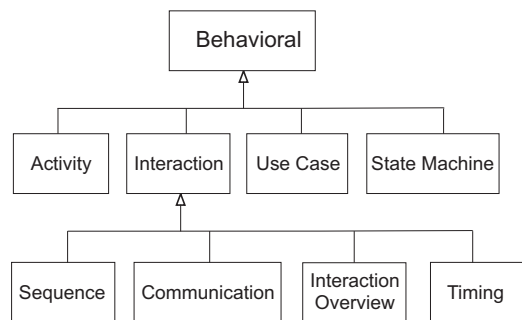 Behavioral
Activity
Interaction
Use Case
State Machine
Sequence
Communication
Interaction
Overview
Timing